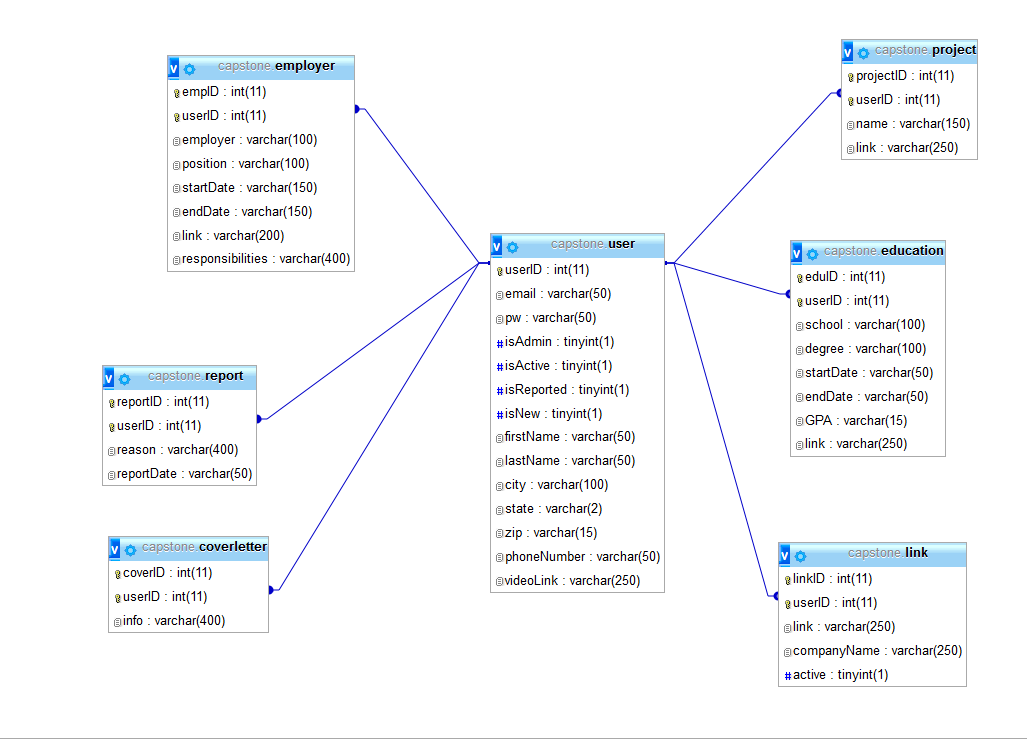 capstone.employer
empID : int(11)
userID : int(11)
employer : varchar(100)
position : varchar(100)
startDate : varchar(150)
endDate : varchar(150)
link : varchar(200)
responsibilities : varchar(400)
capstone.report
reportID : int(11)
userID : int(11)
reason : varchar(400)
reportDate : varchar(50)
capstone.coverletter
coverID : int(11)
userID : int(11)
info : varchar(400)
capstone.user
userID : int(11)
email : varchar(50)
pw : varchar(50)
#isAdmin : tinyint(1)
#isActive : tinyint(1)
#isReported : tinyint(1)
#isNew : tinyint(1)
firstName : varchar(50)
lastName : varchar(50)
city : varchar(100)
state : varchar(2)
zip : varchar(15)
phoneNumber : varchar(50)
videoLink : varchar(250)
capstone.project
projectID : int(11)
userID : int(11)
name : varchar(150)
link : varchar(250)
capstone.education
eduID : int(11)
userID : int(11)
school : varchar(100)
degree : varchar(100)
startDate : varchar(50)
endDate : varchar(50)
GPA : varchar(15)
link : varchar(250)
capstone.link
linkID : int(11)
userID : int(11)
link : varchar(250)
companyName : varchar(250)
#active : tinyint(1)